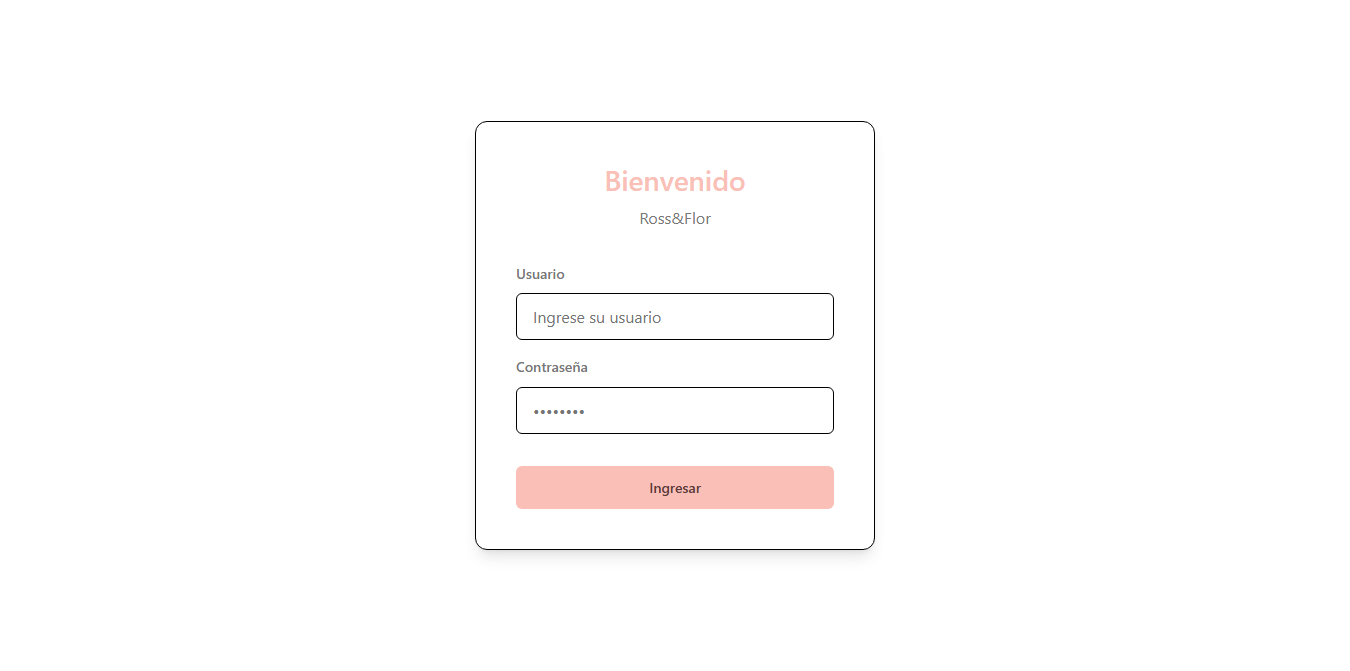 Bienvenido
Ross&Flor
Usuario
Ingrese su usuario
Contraseña
••••••••
Ingresar